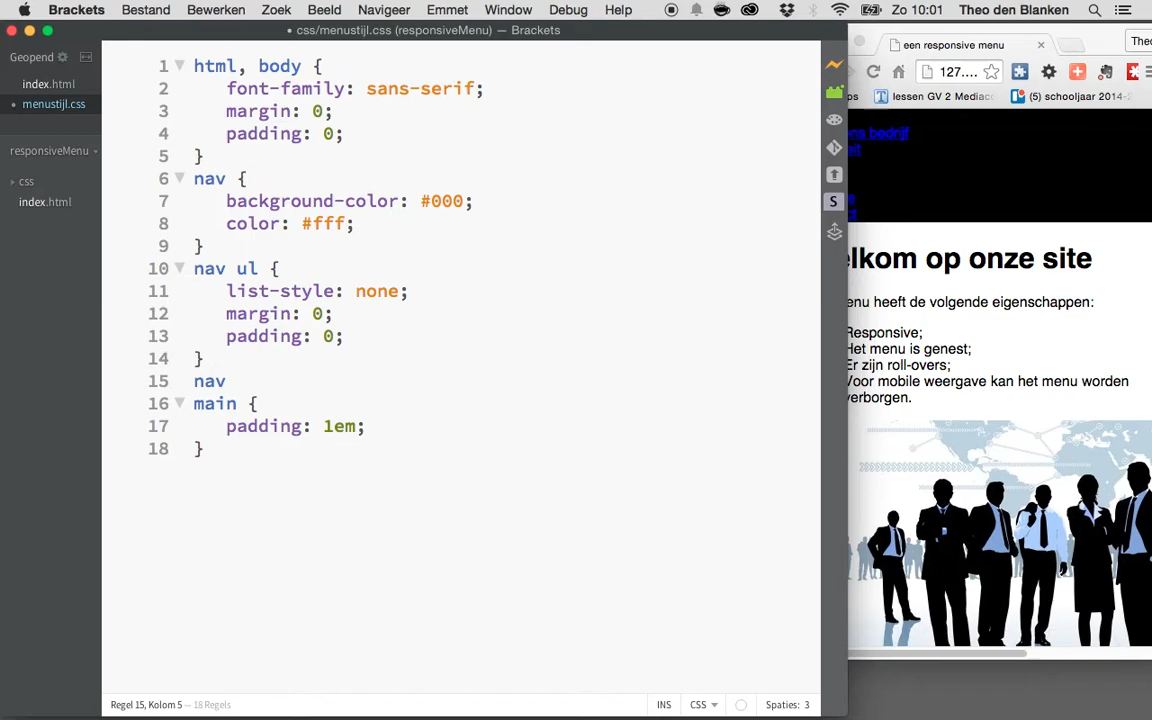 Brackets Bestand Bewerken Zoek Beeld Navigeer Emmet Window Debug Help Zo 10:01 Theo den Blanken
css/menustijl.css (responsiveMenu) — Brackets
Geopend
index.html
menustijl.css
responsiveMenu
css
index.html
1 html, body {
2 font-family: sans-serif;
3 margin: 0;
4 padding: 0;
5 }
6 nav {
7 background-color: #000;
8 color: #fff;
9 }
10 nav ul {
11 list-style: none;
12 margin: 0;
13 padding: 0;
14 }
15 nav
16 main {
17 padding: 1em;
18 }
Regel 15, Kolom 5 — 18 Regels INS CSS Spaties: 3
S
een responsive menu
127....
lessen GV 2 Mediac
(5) schooljaar 2014-2
ns bedrijf
eit
elkom op onze site
enu heeft de volgende eigenschappen:
Responsive;
Het menu is genest;
Er zijn roll-overs;
Voor mobile weergave kan het menu worden
verborgen.